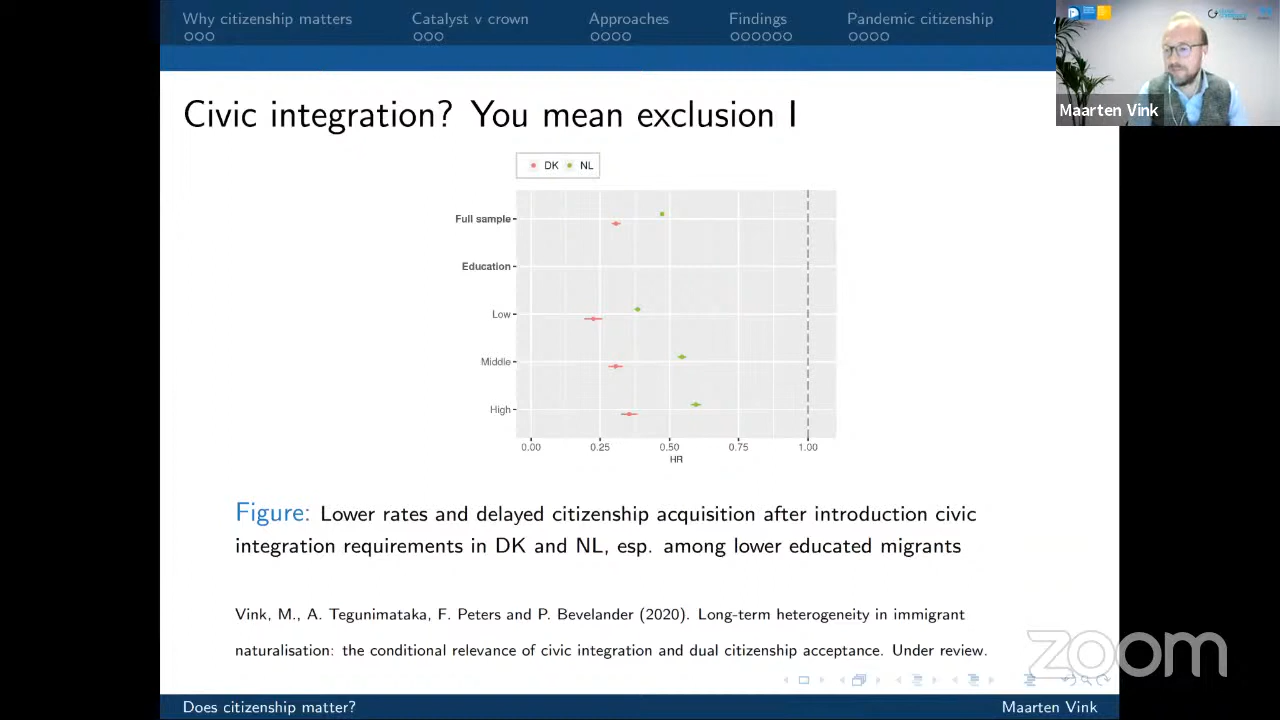 Why citizenship matters
Catalyst v crown
Approaches
Findings
Pandemic citizenship
Maarten Vink
Civic integration? You mean exclusion I
DK NL
Full sample
Education
Low
Middle
High
0.00 0.25 0.50 0.75 1.00
HR
Figure: Lower rates and delayed citizenship acquisition after introduction civic
integration requirements in DK and NL, esp. among lower educated migrants
Vink, M., A. Tegunimataka, F. Peters and P. Bevelander (2020). Long-term heterogeneity in immigrant
naturalisation: the conditional relevance of civic integration and dual citizenship acceptance. Under review.
zoom
Does citizenship matter?
Maarten Vink